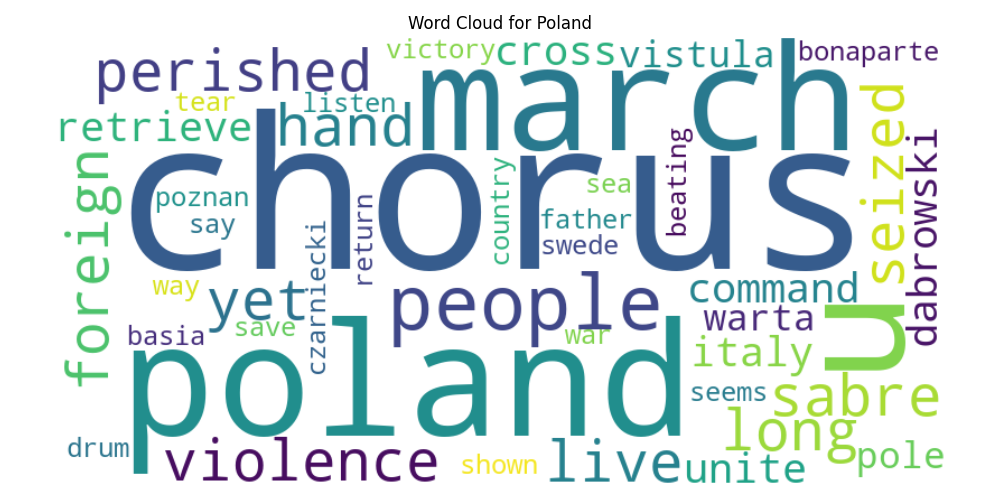 Word Cloud for Poland
victory cross vistula bonaparte
perished march
tear listen
retrieve hand seized
chorus beating dabrowski
foreign country
poznan sea
say father
return swede
czarniecki
way yet people command
save war warta u
basia italy
poland seems sabre
long
drum violence live pole
shown unite